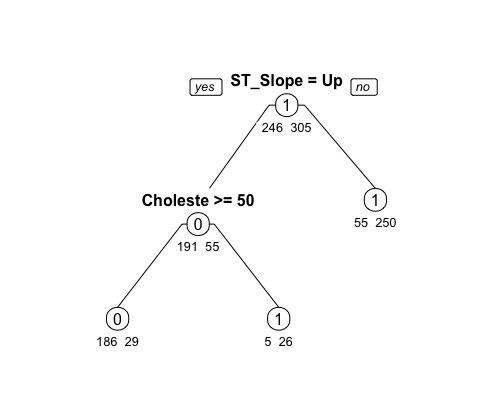 yes ST_Slope = Up no
1
246 305
Choleste >= 50
1
0
55 250
191 55
0 1
186 29 5 26